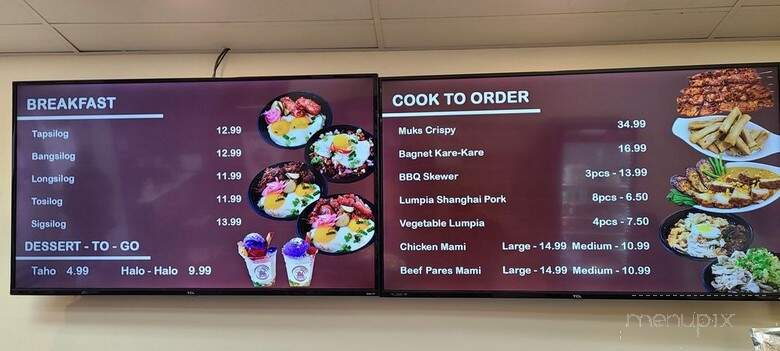 BREAKFAST
Tapsilog 12.99
Bangsilog 12.99
Longsilog 11.99
Tosilog 11.99
Sigsilog 13.99
DESSERT - TO - GO
Taho 4.99 Halo - Halo 9.99
TCL
COOK TO ORDER
Muks Crispy 34.99
Bagnet Kare-Kare 16.99
BBQ Skewer 3pcs - 13.99
Lumpia Shanghai Pork 8pcs - 6.50
Vegetable Lumpia 4pcs - 7.50
Chicken Mami Large - 14.99 Medium - 10.99
Beef Pares Mami Large - 14.99 Medium - 10.99
TCL
menupix